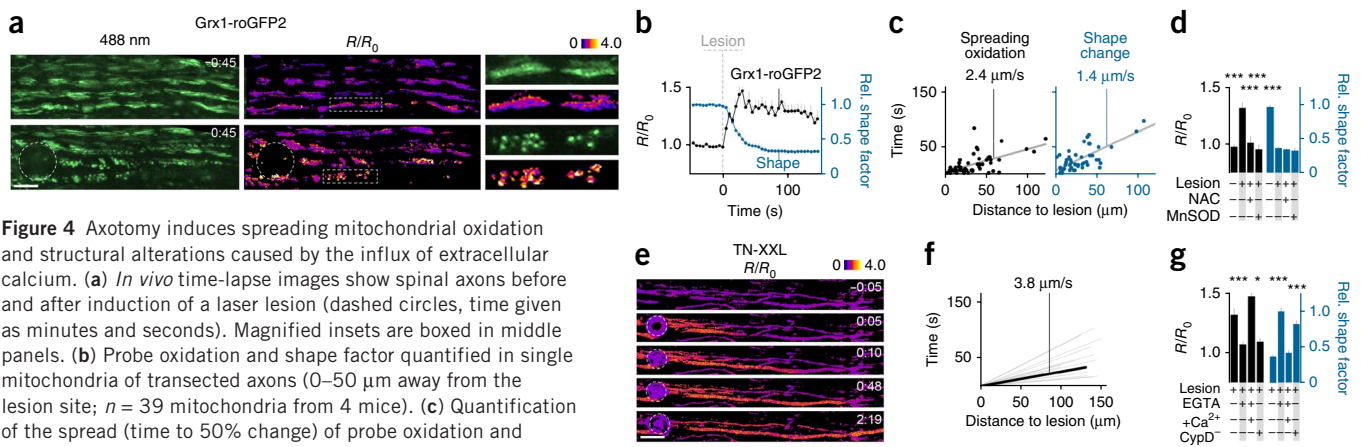 a
Grx1-roGFP2
488 nm
R/R0
0 4.0
–0:45
0:45
b
Lesion
Grx1-roGFP2
Shape
1.5
1.0
R/R0
1.0
0.5
0
Rel. shape factor
0 100
Time (s)
c
Spreading oxidation
2.4 μm/s
Shape change
1.4 μm/s
150
100
50
Time (s)
0 50 100
0 50 100
Distance to lesion (μm)
d
*** *** *** ***
1.5
1.0
R/R0
1.0
0.5
0
Rel. shape factor
Lesion – + + + – + + +
NAC – – + – – – + –
MnSOD – – – + – – – +
Figure 4 Axotomy induces spreading mitochondrial oxidation
and structural alterations caused by the influx of extracellular
calcium. (a) In vivo time-lapse images show spinal axons before
and after induction of a laser lesion (dashed circles, time given
as minutes and seconds). Magnified insets are boxed in middle
panels. (b) Probe oxidation and shape factor quantified in single
mitochondria of transected axons (0–50 μm away from the
lesion site; n = 39 mitochondria from 4 mice). (c) Quantification
of the spread (time to 50% change) of probe oxidation and
e
TN-XXL
R/R0
0 4.0
–0:05
0:05
0:10
0:48
2:19
f
3.8 μm/s
150
100
50
Time (s)
0 50 100 150
Distance to lesion (μm)
g
*** * *** ***
1.5
1.0
R/R0
1.0
0.5
0
Rel. shape factor
Lesion + + + + + + + +
EGTA – + + – – + + –
+Ca2+ – – + – – – + –
CypD– – – – + – – – +